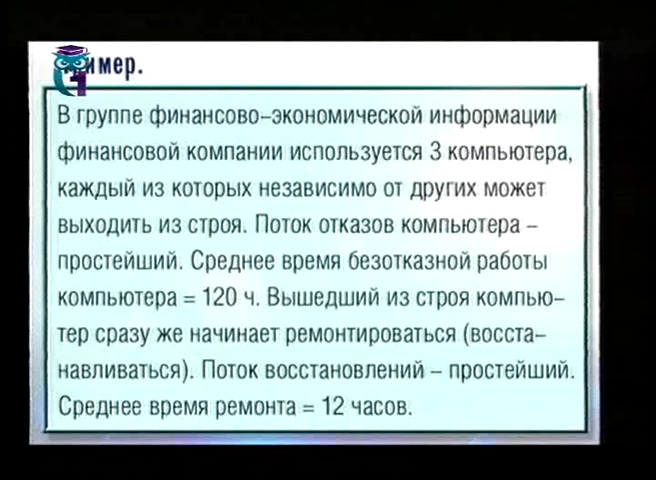 Пример.
В группе финансово–экономической информации
финансовой компании используется 3 компьютера,
каждый из которых независимо от других может
выходить из строя. Поток отказов компьютера –
простейший. Среднее время безотказной работы
компьютера = 120 ч. Вышедший из строя компью–
тер сразу же начинает ремонтироваться (восста–
навливаться). Поток восстановлений – простейший.
Среднее время ремонта = 12 часов.